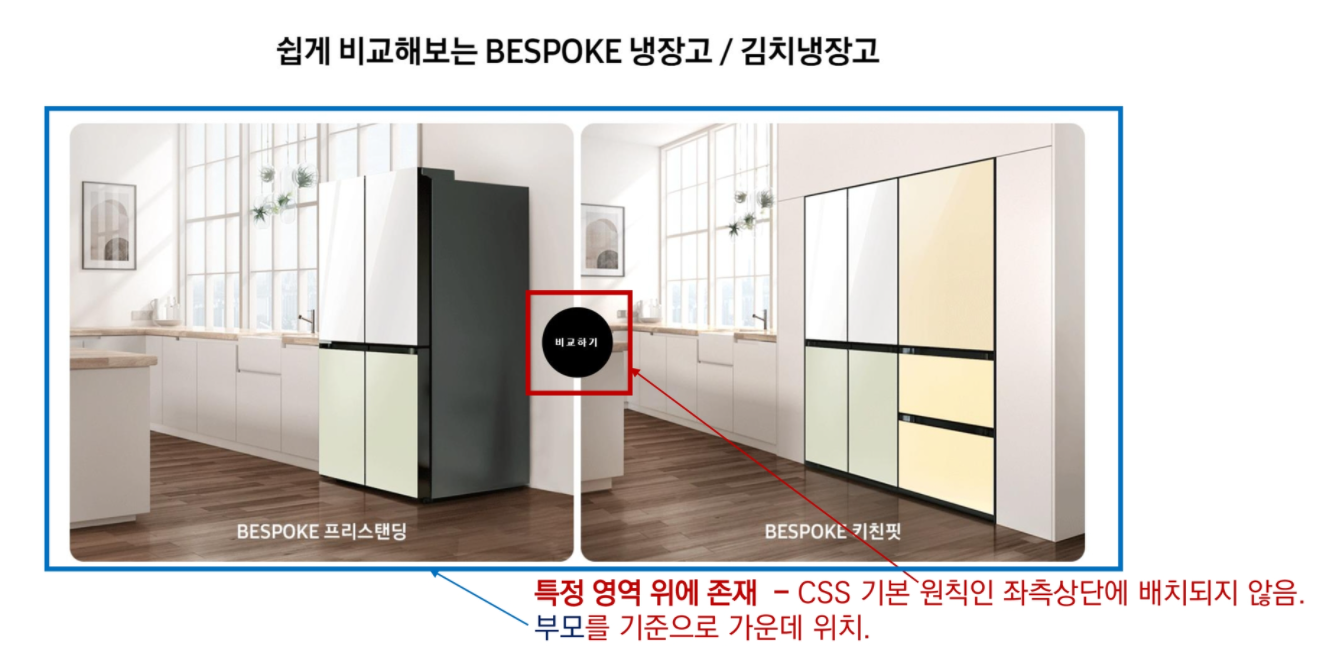 쉽게 비교해보는 BESPOKE 냉장고 / 김치냉장고
비교하기
BESPOKE 프리스탠딩
BESPOKE 키친핏
특정 영역 위에 존재 – CSS 기본 원칙인 좌측상단에 배치되지 않음.
부모를 기준으로 가운데 위치.